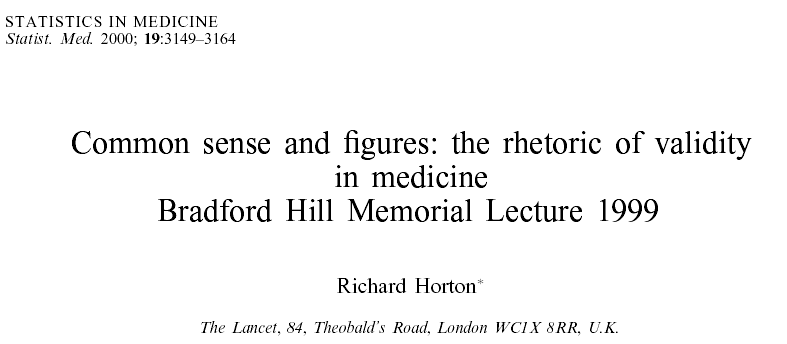 STATISTICS IN MEDICINE
Statist. Med. 2000; 19:3149–3164
Common sense and figures: the rhetoric of validity
in medicine
Bradford Hill Memorial Lecture 1999
Richard Horton*
The Lancet, 84, Theobald's Road, London WC1X 8RR, U.K.